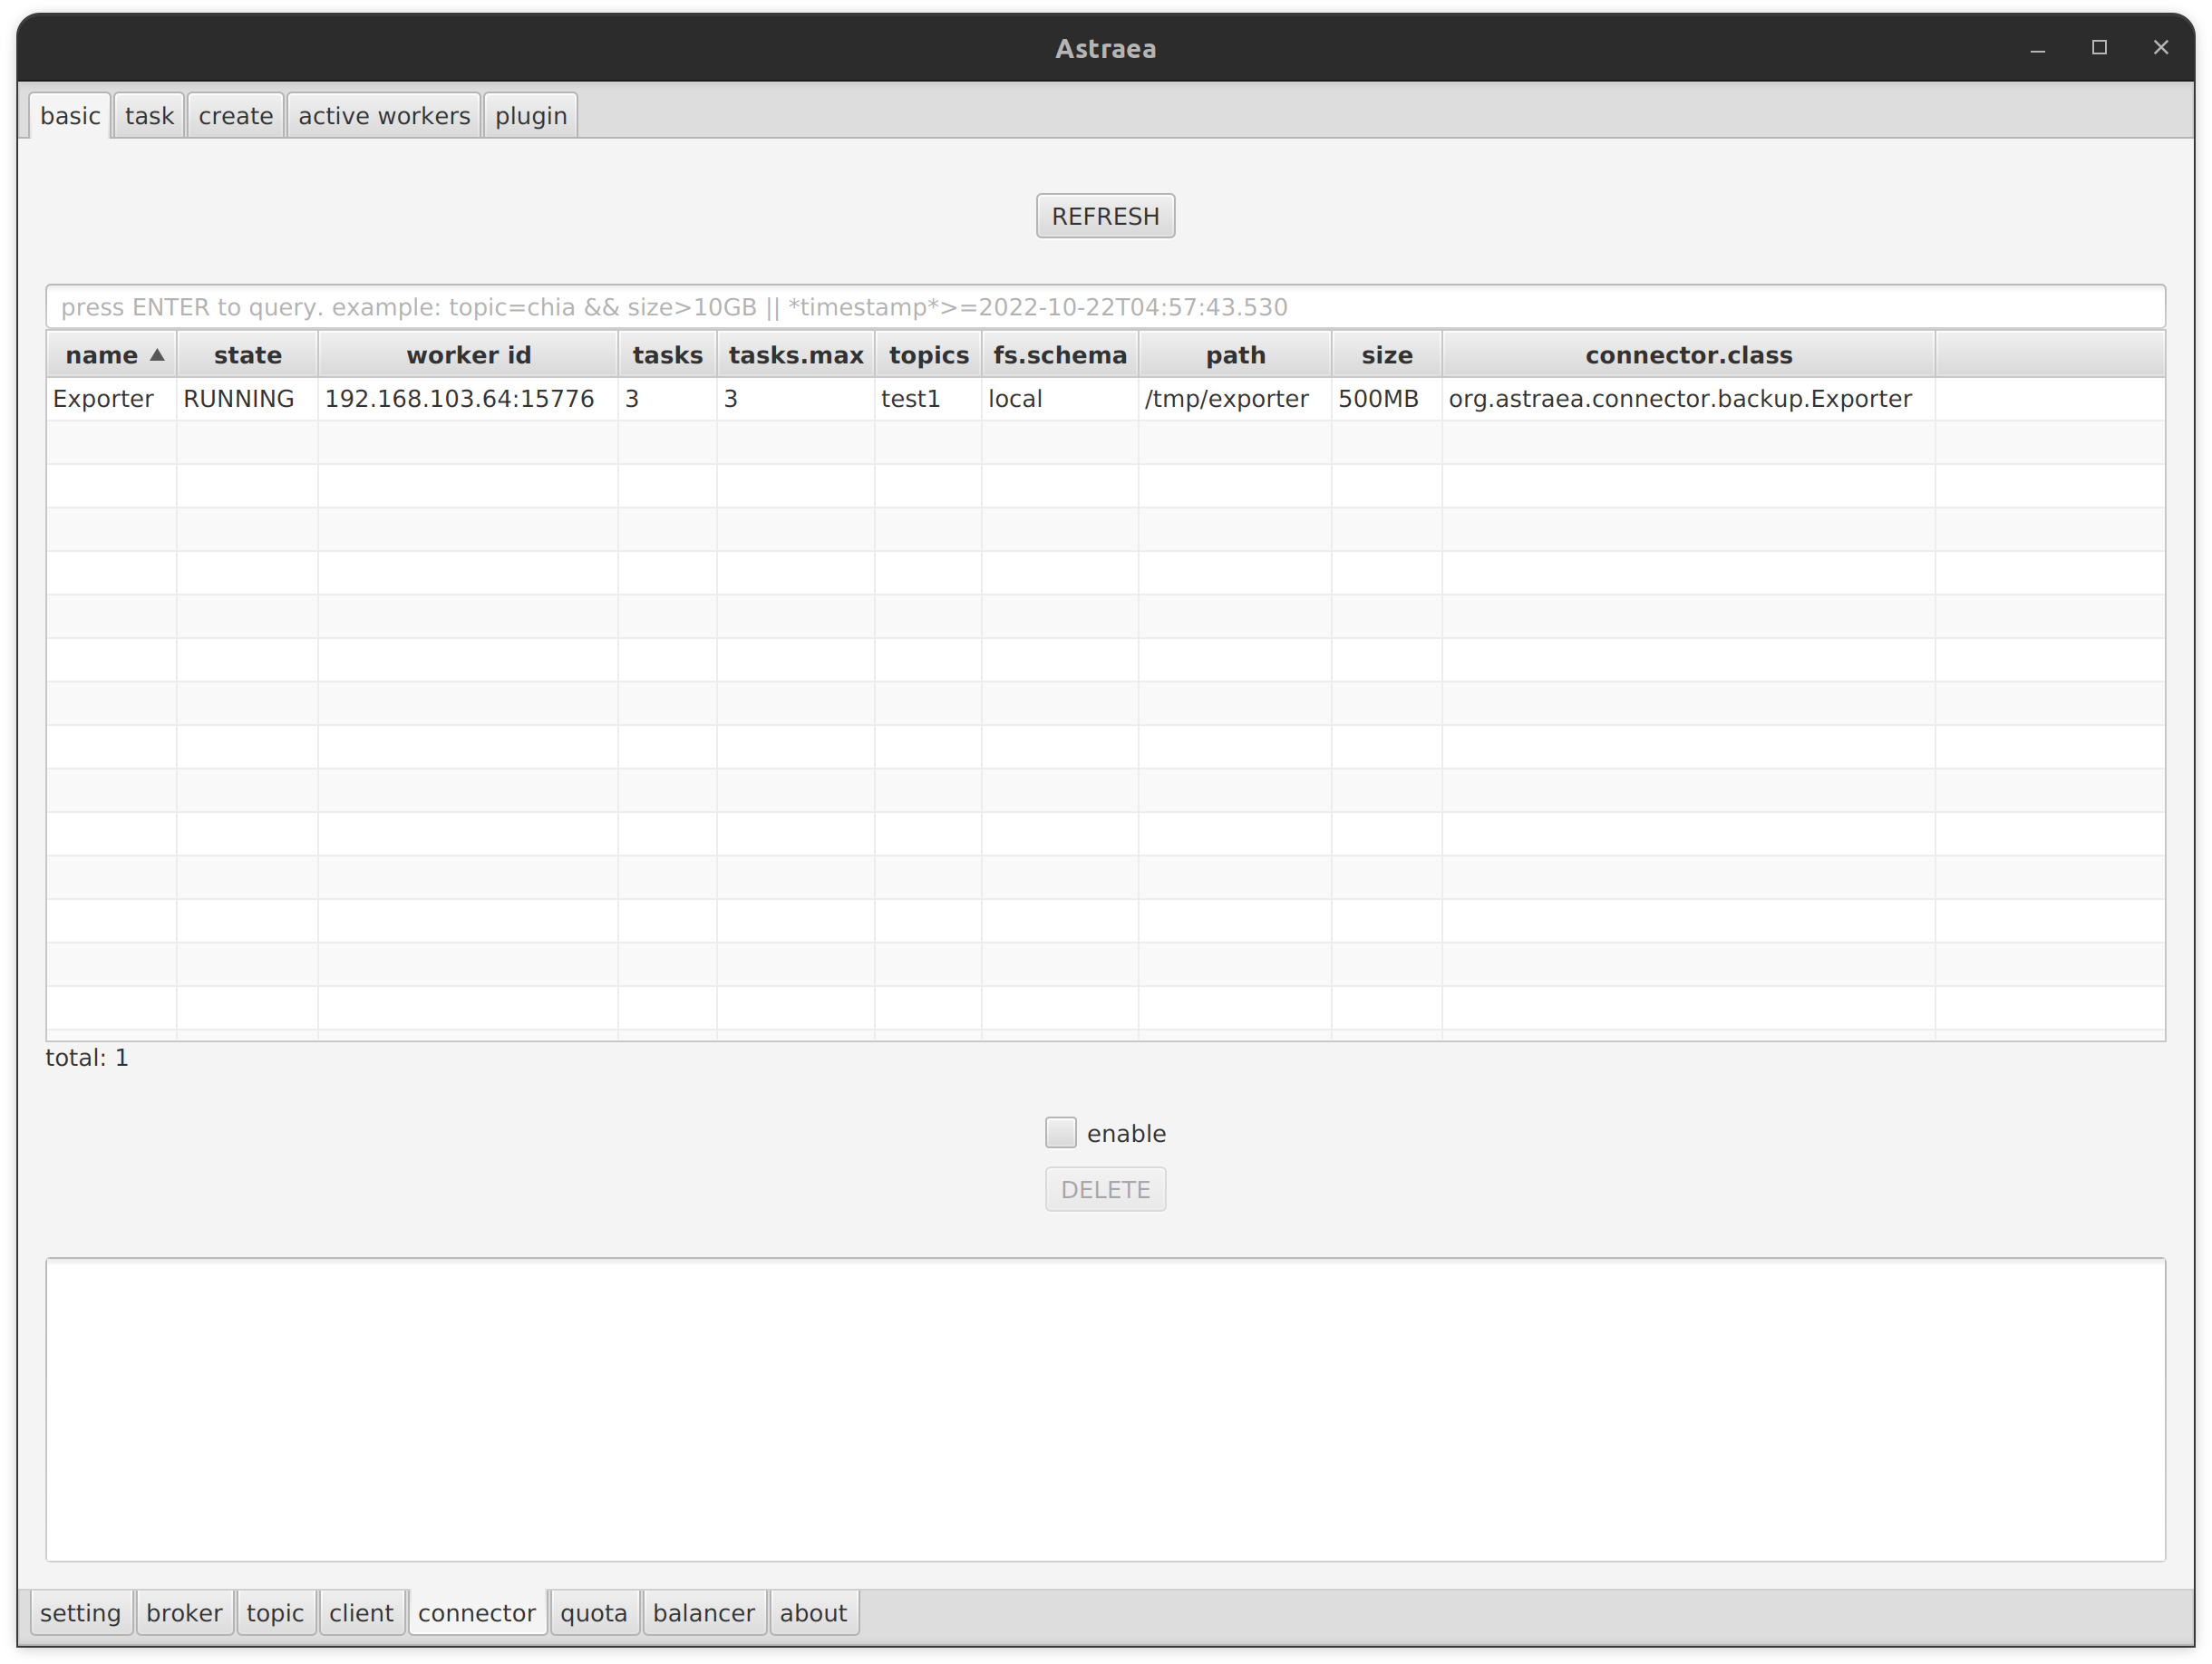 Astraea
basic task create active workers plugin
REFRESH
press ENTER to query. example: topic=chia && size>10GB || *timestamp*>=2022-10-22T04:57:43.530
name state worker id tasks tasks.max topics fs.schema path size connector.class
Exporter RUNNING 192.168.103.64:15776 3 3 test1 local /tmp/exporter 500MB org.astraea.connector.backup.Exporter
total: 1
enable
DELETE
setting broker topic client connector quota balancer about